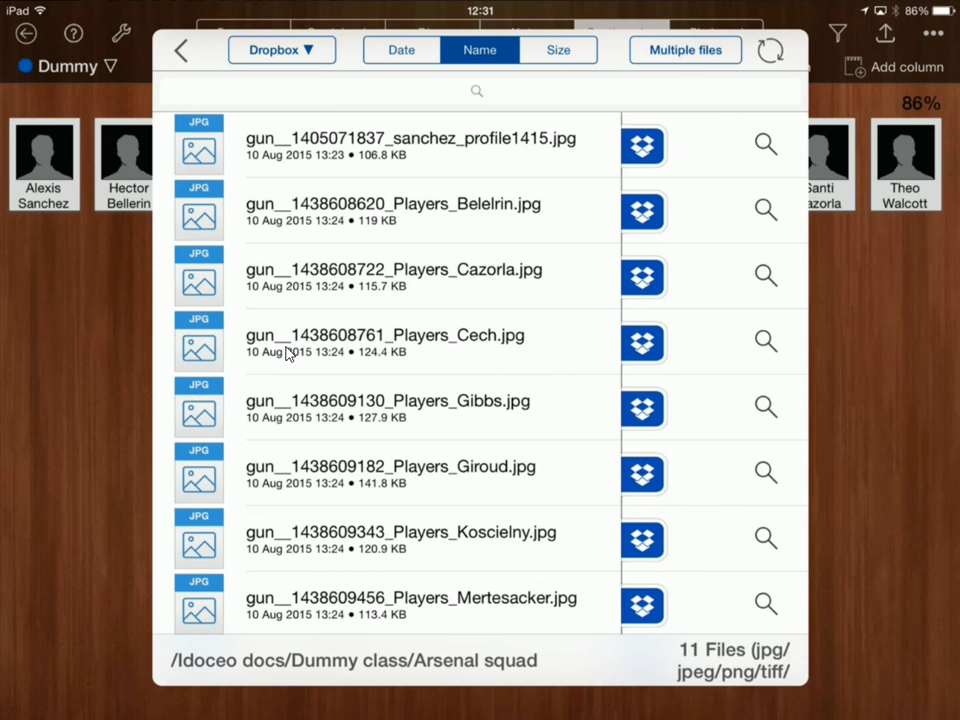 iPad
12:31
86%
Dummy ▽
Add column
86%
Dropbox ▼
Date
Name
Size
Multiple files
JPG
gun__1405071837_sanchez_profile1415.jpg
10 Aug 2015 13:23 • 106.8 KB
JPG
gun__1438608620_Players_Belelrin.jpg
10 Aug 2015 13:24 • 119 KB
JPG
gun__1438608722_Players_Cazorla.jpg
10 Aug 2015 13:24 • 115.7 KB
JPG
gun__1438608761_Players_Cech.jpg
10 Aug 2015 13:24 • 124.4 KB
JPG
gun__1438609130_Players_Gibbs.jpg
10 Aug 2015 13:24 • 127.9 KB
JPG
gun__1438609182_Players_Giroud.jpg
10 Aug 2015 13:24 • 141.8 KB
JPG
gun__1438609343_Players_Koscielny.jpg
10 Aug 2015 13:24 • 120.9 KB
JPG
gun__1438609456_Players_Mertesacker.jpg
10 Aug 2015 13:24 • 113.4 KB
Alexis
Sanchez
Hector
Bellerin
Santi
azorla
Theo
Walcott
/Idoceo docs/Dummy class/Arsenal squad
11 Files (jpg/
jpeg/png/tiff/